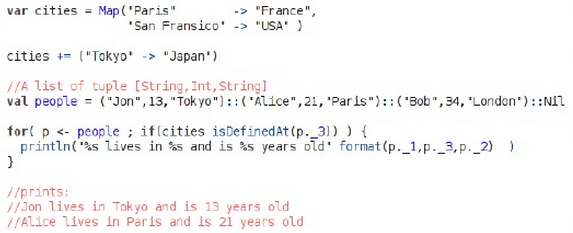 var cities = Map("Paris" -> "France",
"San Fransico" -> "USA" )
cities += ("Tokyo" -> "Japan")
//A list of tuple [String,Int,String]
val people = ("Jon",13,"Tokyo")::("Alice",21,"Paris")::("Bob",34,"London")::Nil
for( p <- people ; if(cities isDefinedAt(p._3)) ) {
println("%s lives in %s and is %s years old" format(p._1,p._3,p._2) )
}
//prints:
//Jon lives in Tokyo and is 13 years old
//Alice lives in Paris and is 21 years old